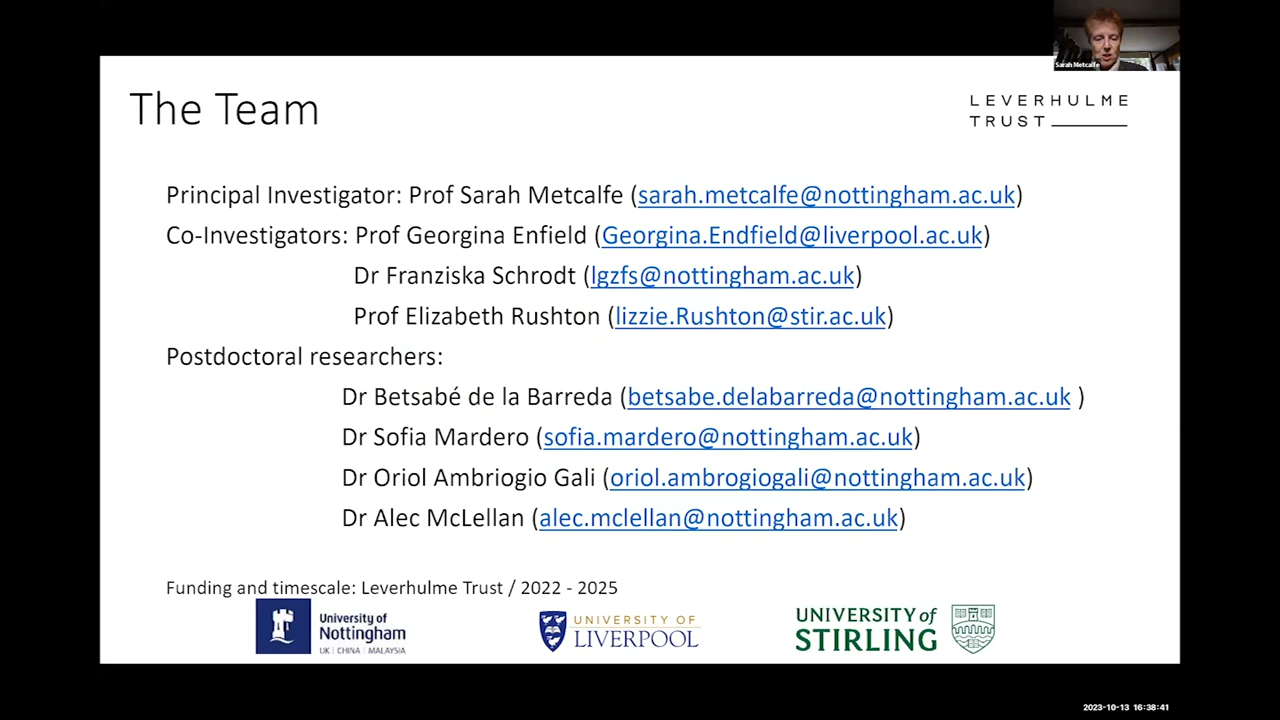 Sarah Metcalfe
The Team
LEVERHULME
TRUST
Principal Investigator: Prof Sarah Metcalfe (sarah.metcalfe@nottingham.ac.uk)
Co-Investigators: Prof Georgina Enfield (Georgina.Endfield@liverpool.ac.uk)
Dr Franziska Schrodt (lgzfs@nottingham.ac.uk)
Prof Elizabeth Rushton (lizzie.Rushton@stir.ac.uk)
Postdoctoral researchers:
Dr Betsabé de la Barreda (betsabe.delabarreda@nottingham.ac.uk )
Dr Sofia Mardero (sofia.mardero@nottingham.ac.uk)
Dr Oriol Ambriogio Gali (oriol.ambrogiogali@nottingham.ac.uk)
Dr Alec McLellan (alec.mclellan@nottingham.ac.uk)
Funding and timescale: Leverhulme Trust / 2022 - 2025
University of
Nottingham
UK | CHINA | MALAYSIA
UNIVERSITY OF
LIVERPOOL
UNIVERSITY of
STIRLING
2023-10-13 16:38:41